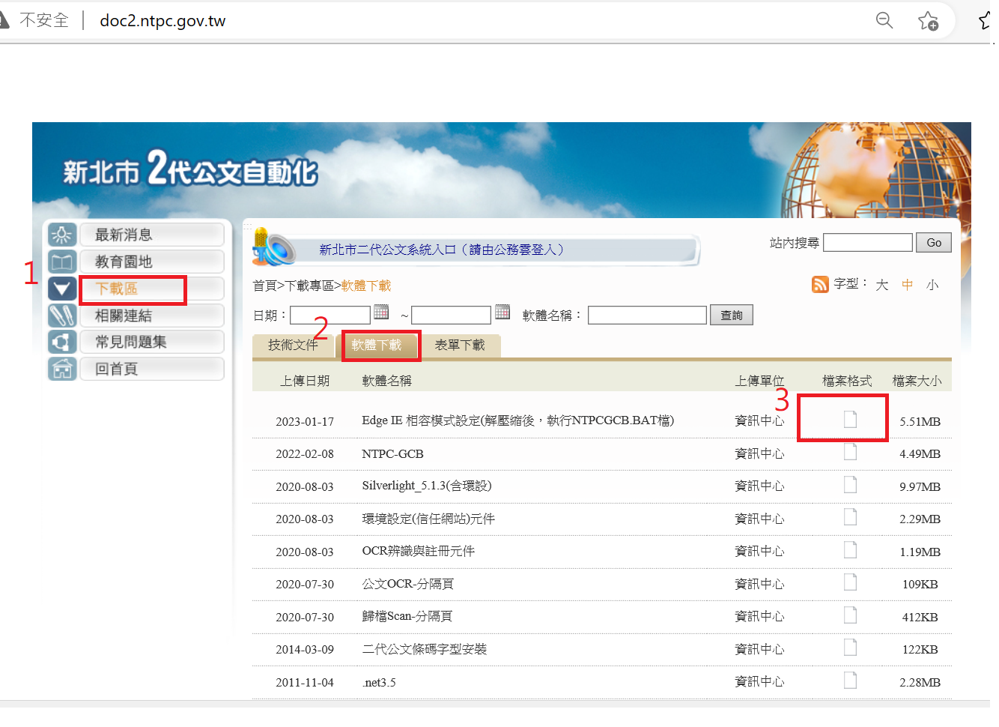 不安全 doc2.ntpc.gov.tw
新北市 2代公文自動化
最新消息
教育園地
1
下載區
相關連結
常見問題集
回首頁
新北市二代公文系統入口（請由公務雲登入）
站內搜尋 Go
首頁>下載專區>軟體下載
字型： 大 中 小
日期： ~ 軟體名稱： 查詢
2
技術文件 軟體下載 表單下載
上傳日期 軟體名稱 上傳單位 檔案格式 檔案大小
3
2023-01-17 Edge IE 相容模式設定(解壓縮後，執行NTPCGCB.BAT檔) 資訊中心 5.51MB
2022-02-08 NTPC-GCB 資訊中心 4.49MB
2020-08-03 Silverlight_5.1.3(含環設) 資訊中心 9.97MB
2020-08-03 環境設定(信任網站)元件 資訊中心 2.29MB
2020-08-03 OCR辨識與註冊元件 資訊中心 1.19MB
2020-07-30 公文OCR-分隔頁 資訊中心 109KB
2020-07-30 歸檔Scan-分隔頁 資訊中心 412KB
2014-03-09 二代公文條碼字型安裝 資訊中心 122KB
2011-11-04 .net3.5 資訊中心 2.28MB